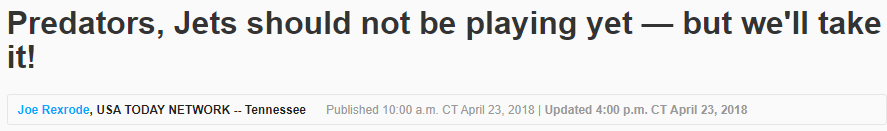 Predators, Jets should not be playing yet — but we'll take
it!
Joe Rexrode, USA TODAY NETWORK -- Tennessee Published 10:00 a.m. CT April 23, 2018 | Updated 4:00 p.m. CT April 23, 2018